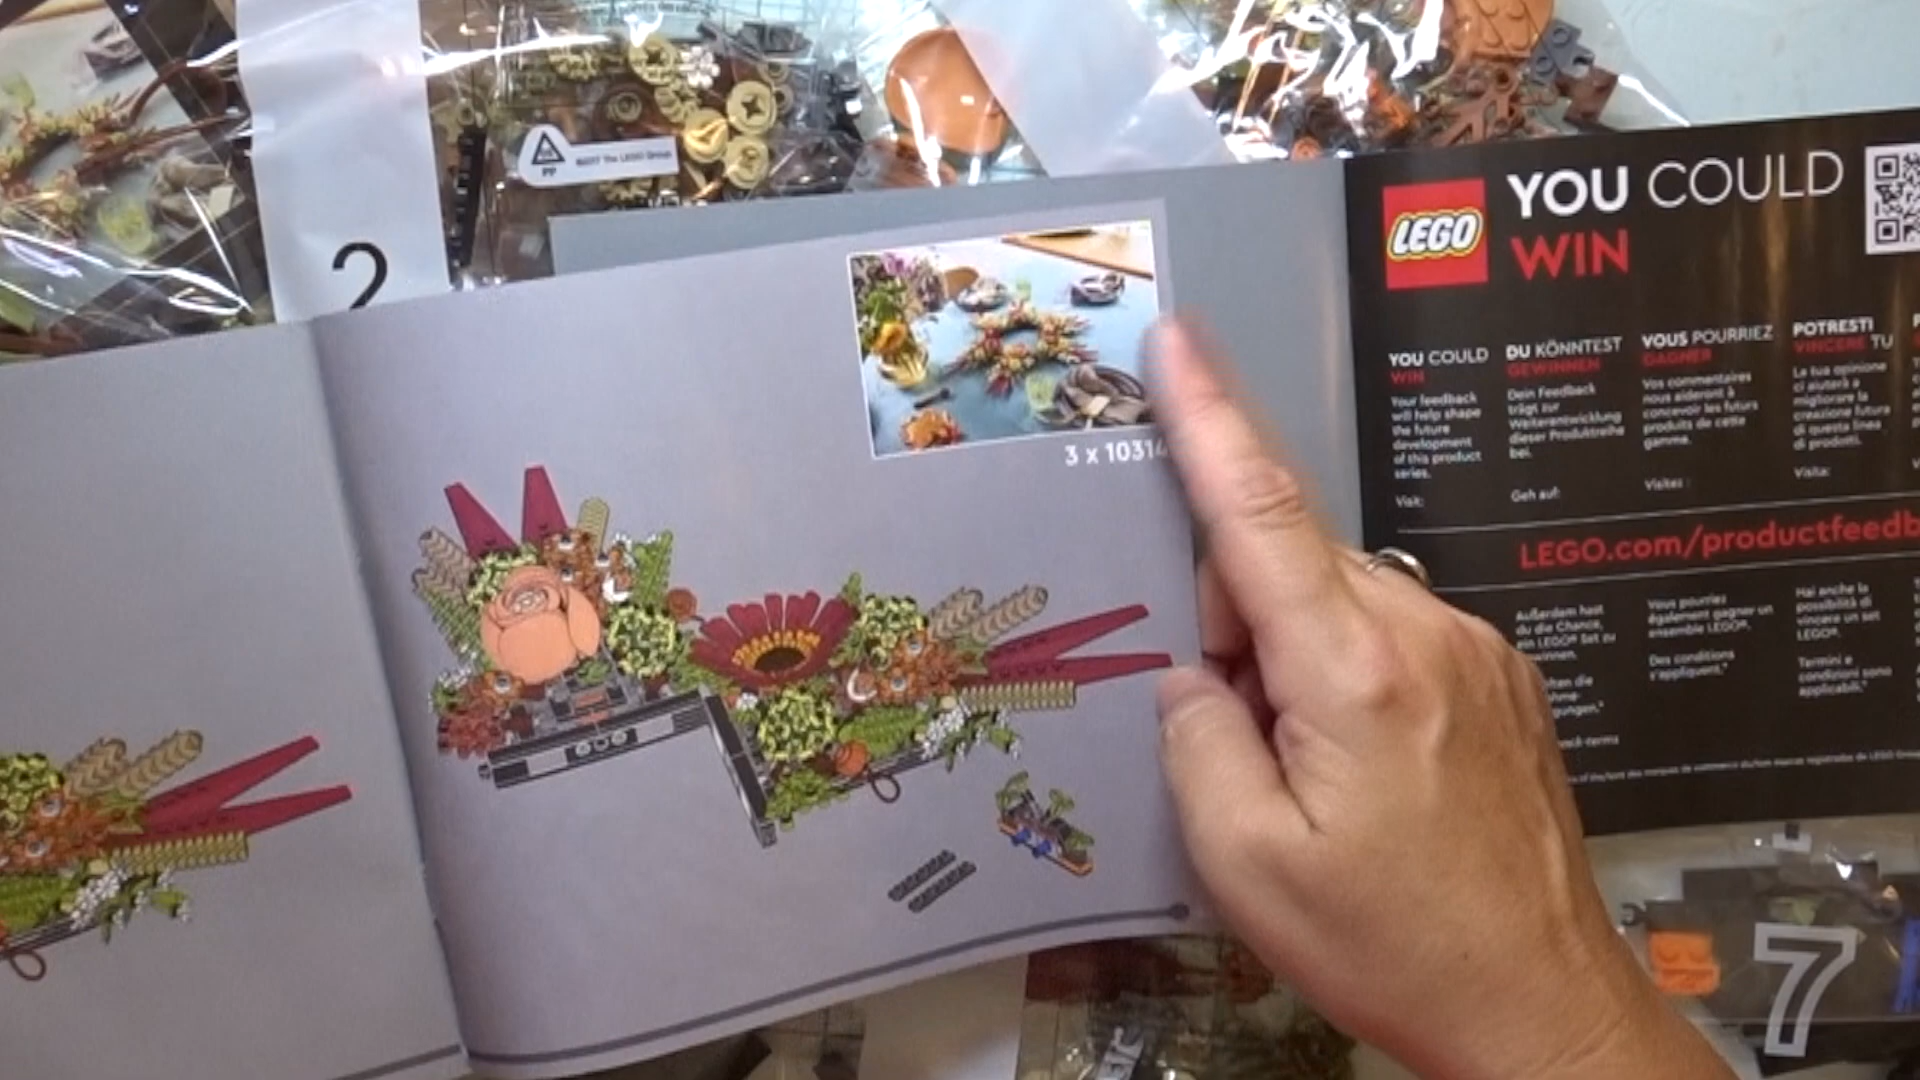 PP
©2017 The LEGO Group
2
3 x 10314
LEGO
YOU COULD
WIN
YOU COULD
WIN
Your feedback
will help shape
the future
development
of this product
series.
Visit:
DU KÖNNTEST
GEWINNEN
Dein Feedback
trägt zur
Weiterentwicklung
dieser Produktreihe
bei.
Geh auf:
VOUS POURRIEZ
GAGNER
Vos commentaires
nous aideront à
concevoir les futurs
produits de cette
gamme.
Visitez :
POTRESTI
VINCERE TU
La tua opinione
ci aiuterà a
migliorare la
creazione futura
di questa linea
di prodotti.
Visita:
LEGO.com/productfeedb
Außerdem hast
du die Chance,
ein LEGO® Set zu
gewinnen.
Vous pourriez
également gagner un
ensemble LEGO®.
Des conditions
s'appliquent.*
Hai anche la
possibilità di
vincere un set
LEGO®.
Termini e
condizioni sono
applicabili.*
7